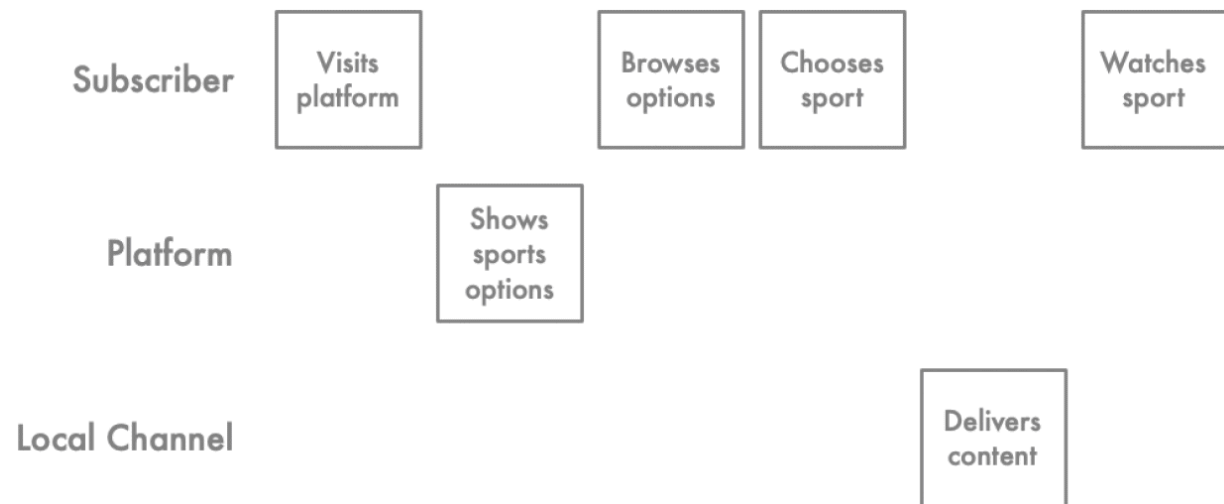 Subscriber
Visits
platform
Browses
options
Chooses
sport
Watches
sport
Platform
Shows
sports
options
Local Channel
Delivers
content